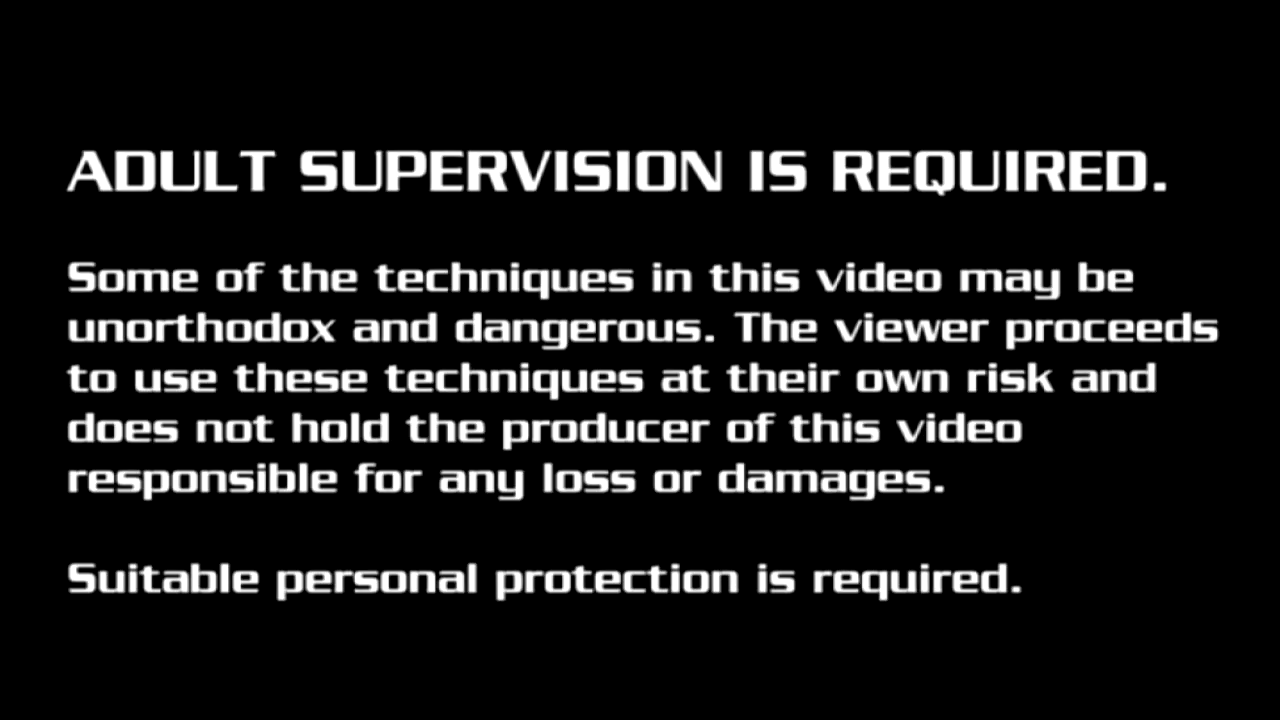 ADULT SUPERVISION IS REQUIRED.
Some of the techniques in this video may be
unorthodox and dangerous. The viewer proceeds
to use these techniques at their own risk and
does not hold the producer of this video
responsible for any loss or damages.
Suitable personal protection is required.